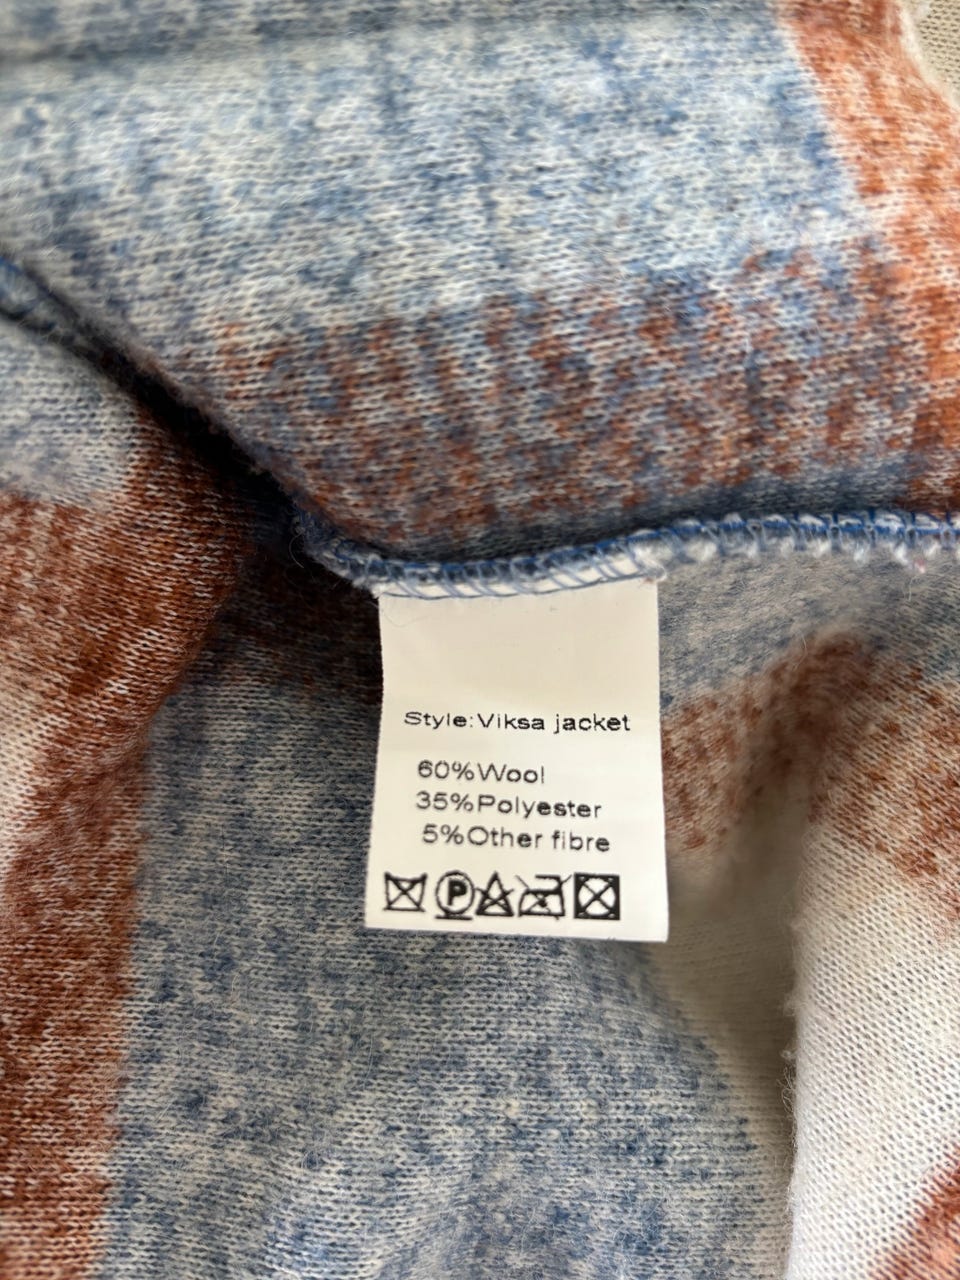 Style:Viksa jacket
60%Wool
35%Polyester
5%Other fibre
P